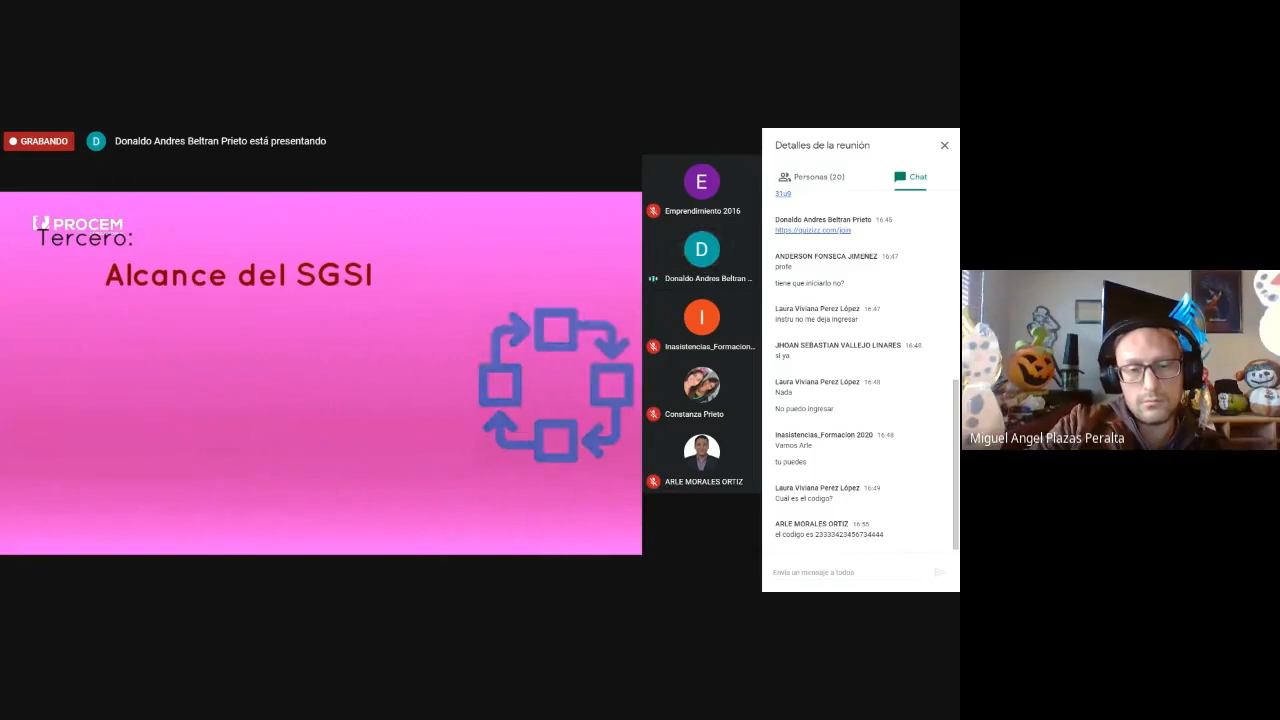 GRABANDO
D
Donaldo Andres Beltran Prieto está presentando
PROCEM
Tercero:
Alcance del SGSI
E
Emprendimiento 2016
D
Donaldo Andres Beltran ...
I
Inasistencias_Formacion...
Constanza Prieto
ARLE MORALES ORTIZ
Detalles de la reunión
Personas (20)
Chat
31u9
Donaldo Andres Beltran Prieto 16:45
https://quizizz.com/join
ANDERSON FONSECA JIMENEZ 16:47
profe
tiene que iniciarlo no?
Laura Viviana Perez López 16:47
Instru no me deja ingresar
JHOAN SEBASTIAN VALLEJO LINARES 16:48
si ya
Laura Viviana Perez López 16:48
Nada
No puedo ingresar
Inasistencias_Formacion 2020 16:48
Vamos Arle
tu puedes
Laura Viviana Perez López 16:49
Cuál es el codigo?
ARLE MORALES ORTIZ 16:55
el codigo es 23333423456734444
Envía un mensaje a todos
Miguel Angel Plazas Peralta